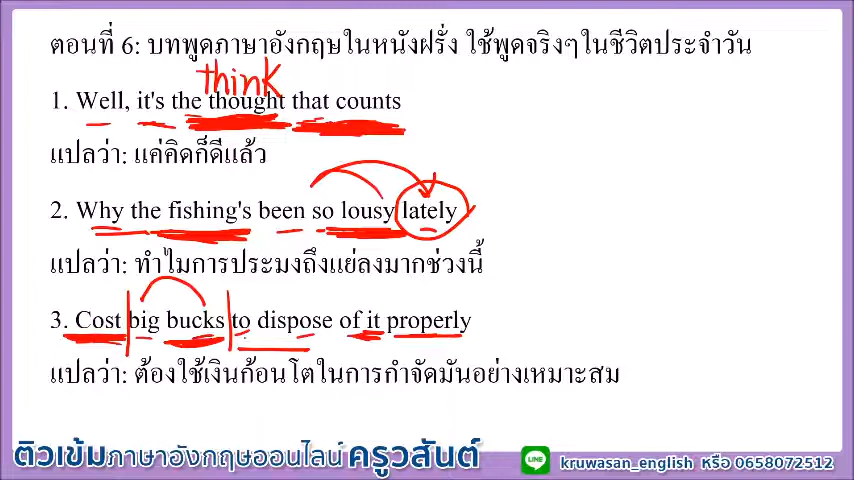 ตอนที่ 6: บทพูดภาษาอังกฤษในหนังฝรั่ง ใช้พูดจริงๆในชีวิตประจำวัน
think
1. Well, it's the thought that counts
แปลว่า: แค่คิดก็ดีแล้ว
2. Why the fishing's been so lousy lately
แปลว่า: ทำไมการประมงถึงแย่ลงมากช่วงนี้
3. Cost big bucks to dispose of it properly
แปลว่า: ต้องใช้เงินก้อนโตในการกำจัดมันอย่างเหมาะสม
ติวเข้มภาษาอังกฤษออนไลน์ ครูวสันต์ LINE kruwasan_english หรือ 0658072512